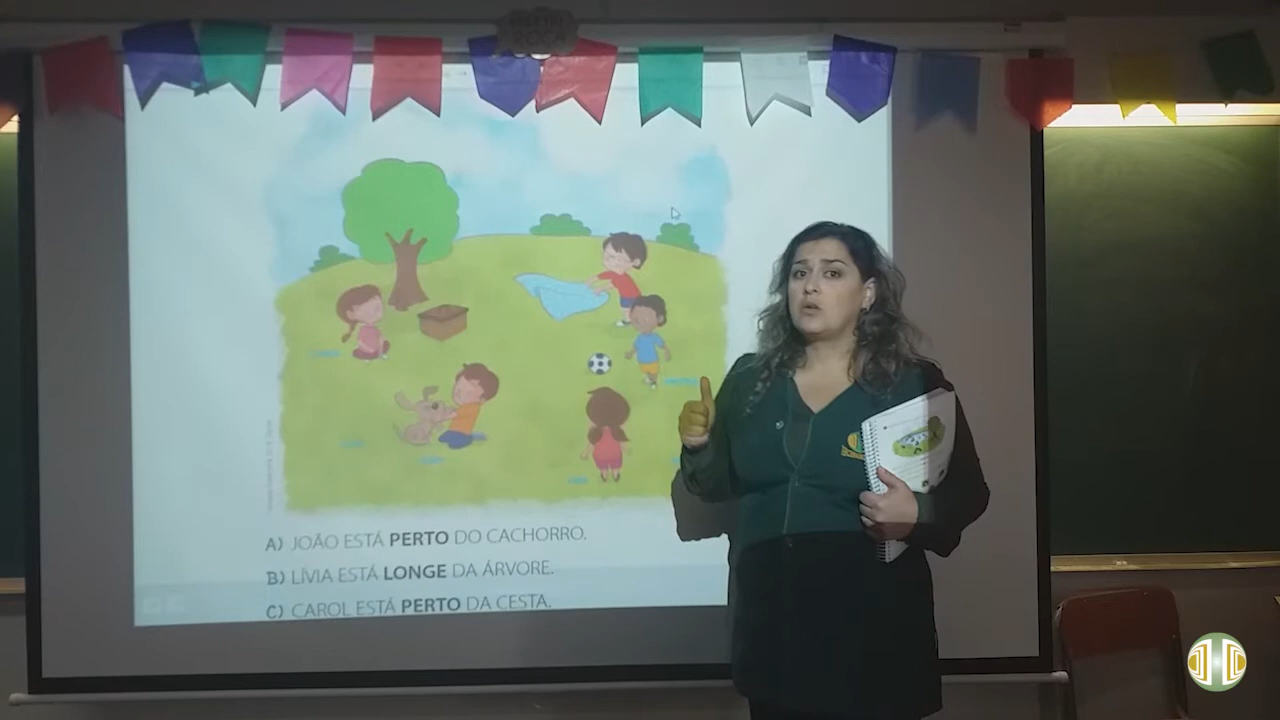 A) JOÃO ESTÁ PERTO DO CACHORRO.
B) LÍVIA ESTÁ LONGE DA ÁRVORE.
C) CAROL ESTÁ PERTO DA CESTA.